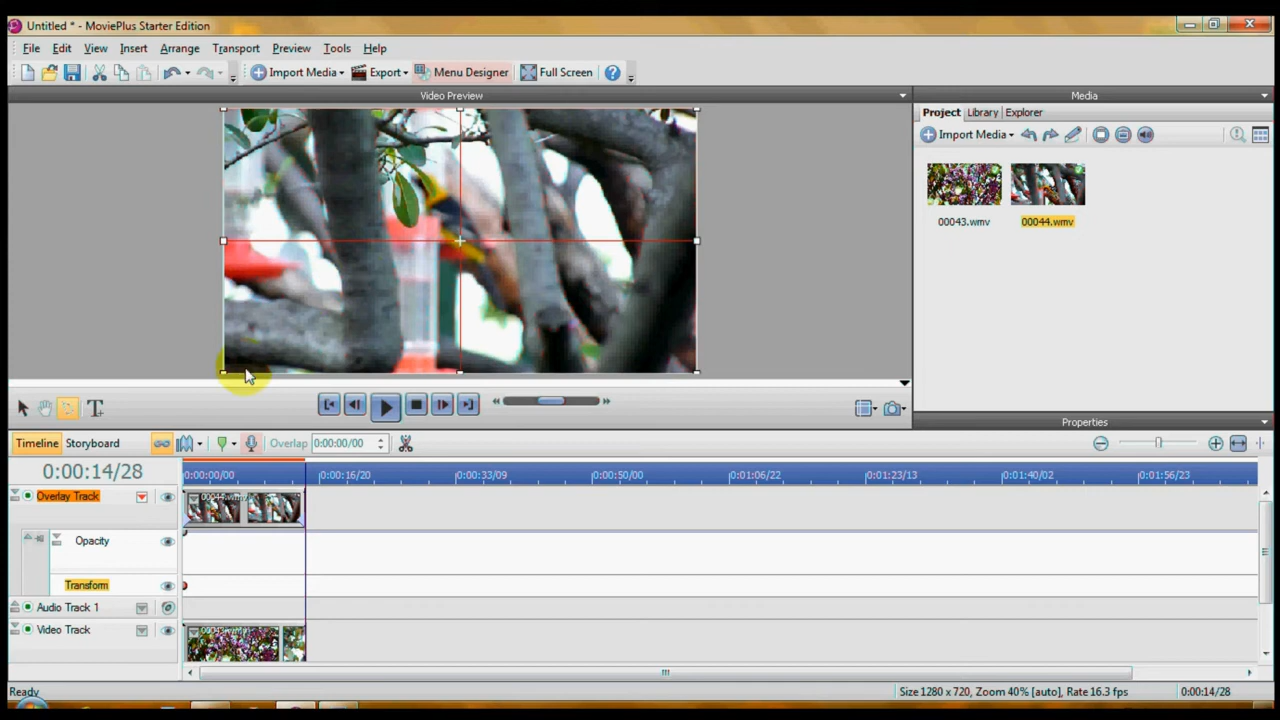 Untitled * - MoviePlus Starter Edition
File Edit View Insert Arrange Transport Preview Tools Help
Import Media Export Menu Designer Full Screen
Video Preview
Media
Project Library Explorer
Import Media
00043.wmv 00044.wmv
Properties
Timeline Storyboard Overlap 0:00:00/00
0:00:14/28
0:00:00/00 0:00:16/20 0:00:33/09 0:00:50/00 0:01:06/22 0:01:23/13 0:01:40/02 0:01:56/23
Overlay Track
00044.wmv
Opacity
Transform
Audio Track 1
Video Track
Ready
Size 1280 x 720, Zoom 40% [auto], Rate 16.3 fps
0:00:14/28